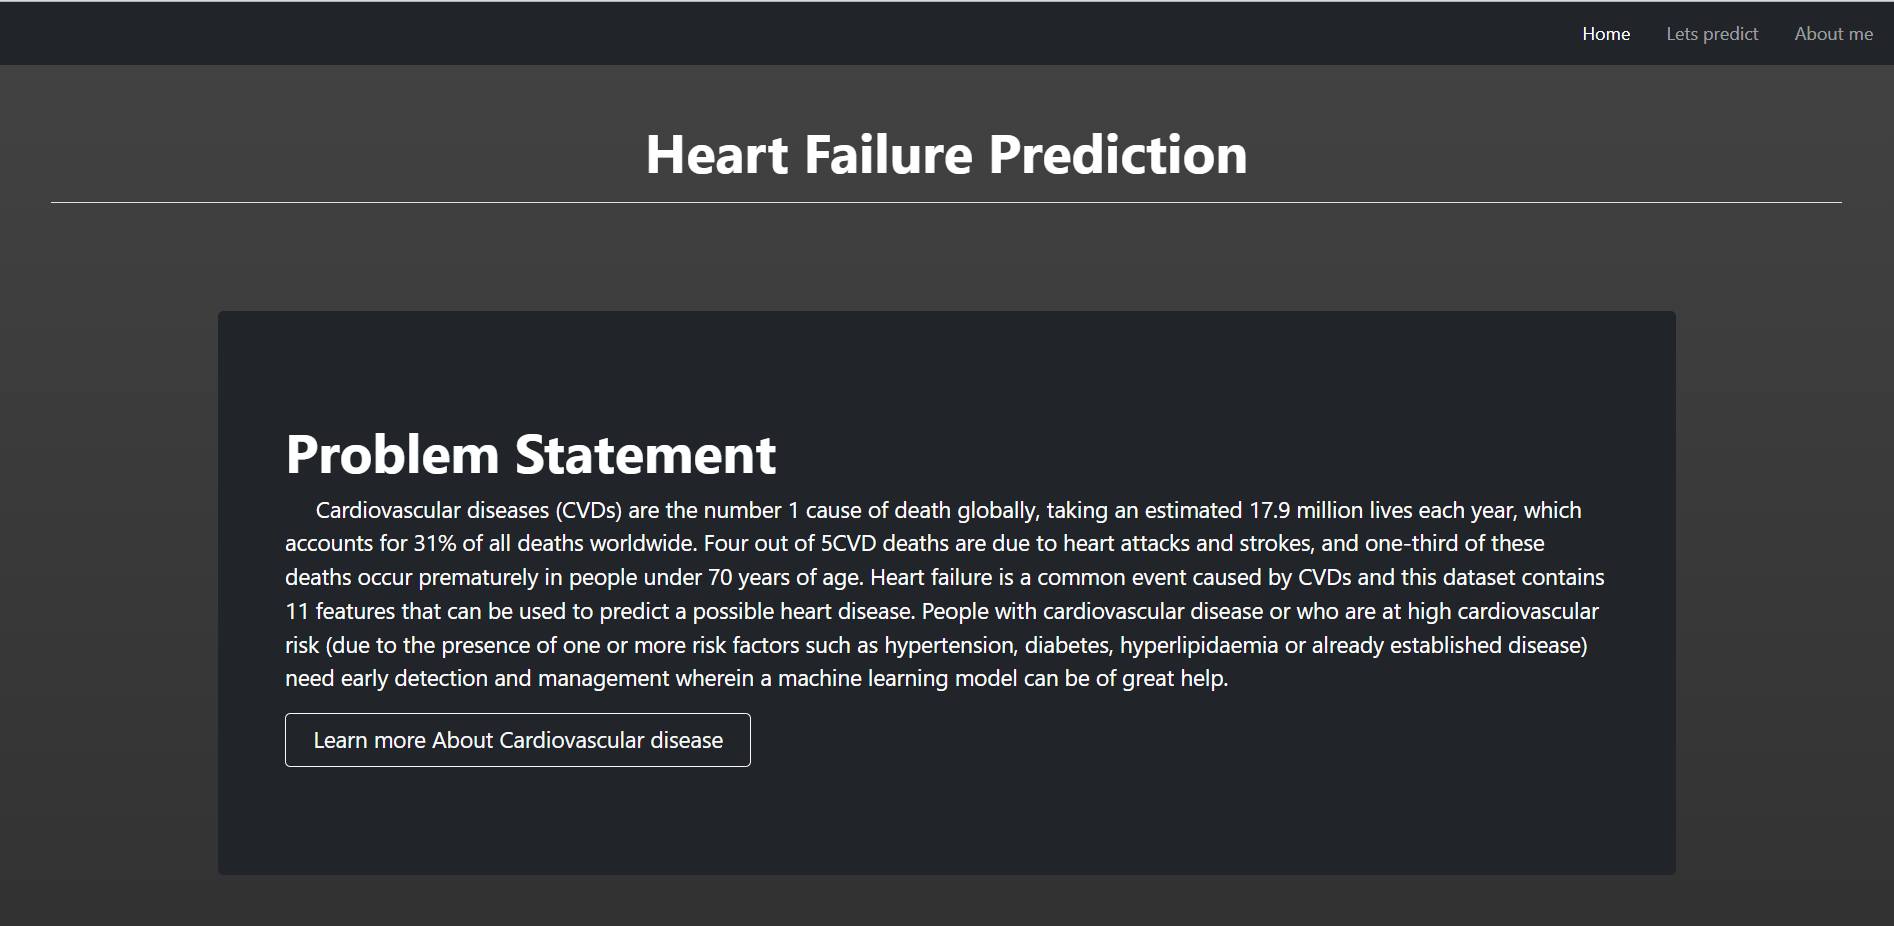 Home Lets predict About me
Heart Failure Prediction
Problem Statement
Cardiovascular diseases (CVDs) are the number 1 cause of death globally, taking an estimated 17.9 million lives each year, which
accounts for 31% of all deaths worldwide. Four out of 5CVD deaths are due to heart attacks and strokes, and one-third of these
deaths occur prematurely in people under 70 years of age. Heart failure is a common event caused by CVDs and this dataset contains
11 features that can be used to predict a possible heart disease. People with cardiovascular disease or who are at high cardiovascular
risk (due to the presence of one or more risk factors such as hypertension, diabetes, hyperlipidaemia or already established disease)
need early detection and management wherein a machine learning model can be of great help.
Learn more About Cardiovascular disease